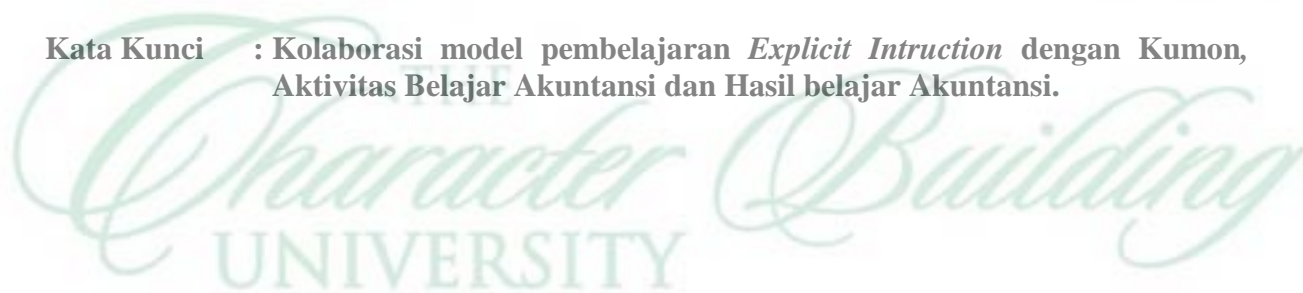 Kata Kunci : Kolaborasi model pembelajaran Explicit Intruction dengan Kumon,
Aktivitas Belajar Akuntansi dan Hasil belajar Akuntansi.
THE
Character Building
UNIVERSITY